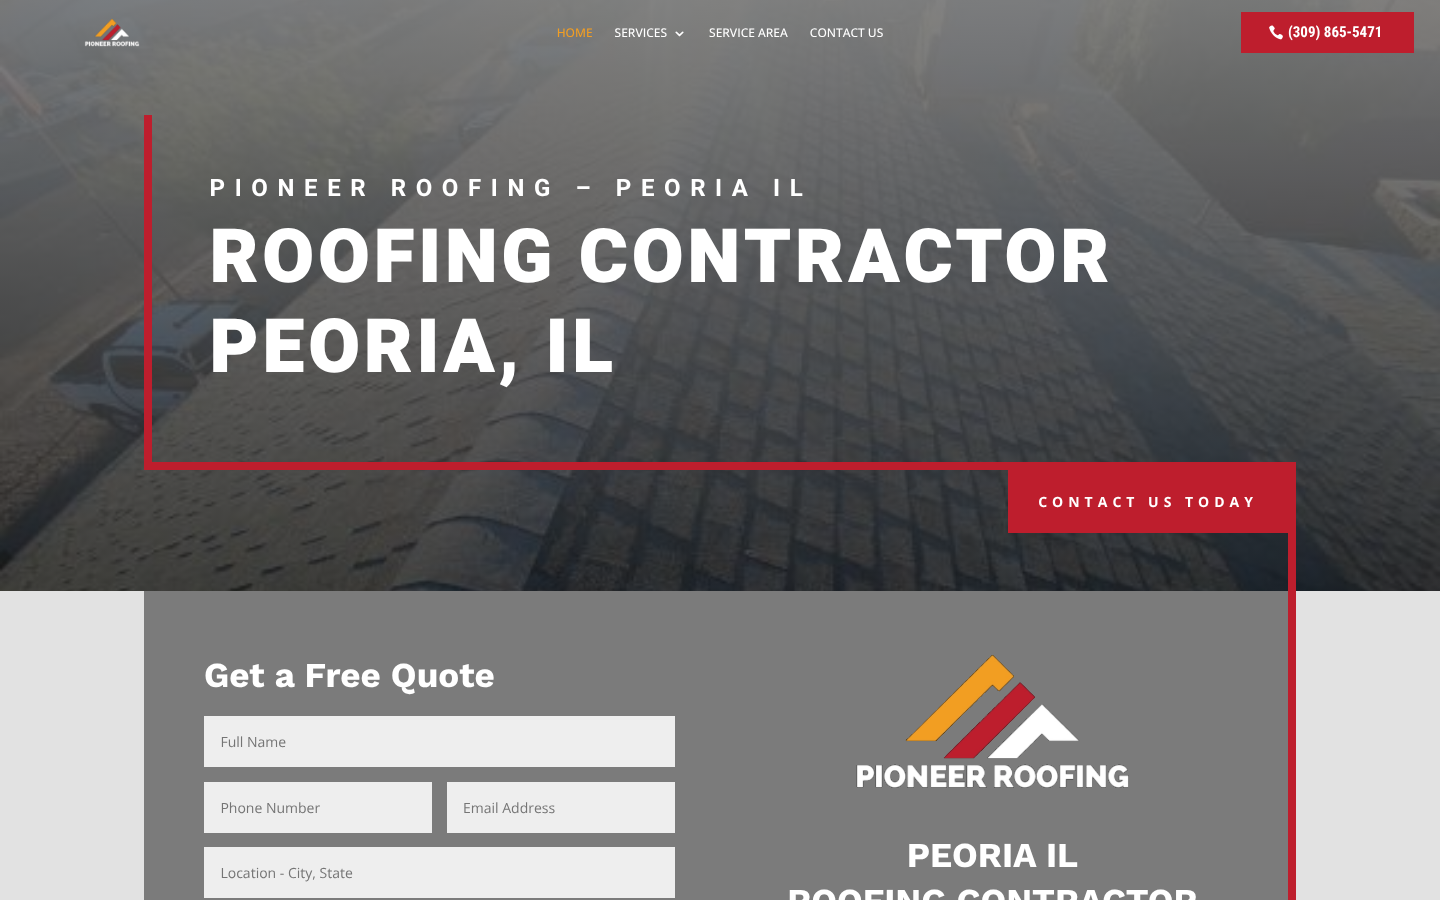 PIONEER ROOFING
HOME
SERVICES
SERVICE AREA
CONTACT US
(309) 865-5471
PIONEER ROOFING – PEORIA IL
ROOFING CONTRACTOR
PEORIA, IL
CONTACT US TODAY
Get a Free Quote
Full Name
Phone Number
Email Address
Location - City, State
PIONEER ROOFING
PEORIA IL
ROOFING CONTRACTOR